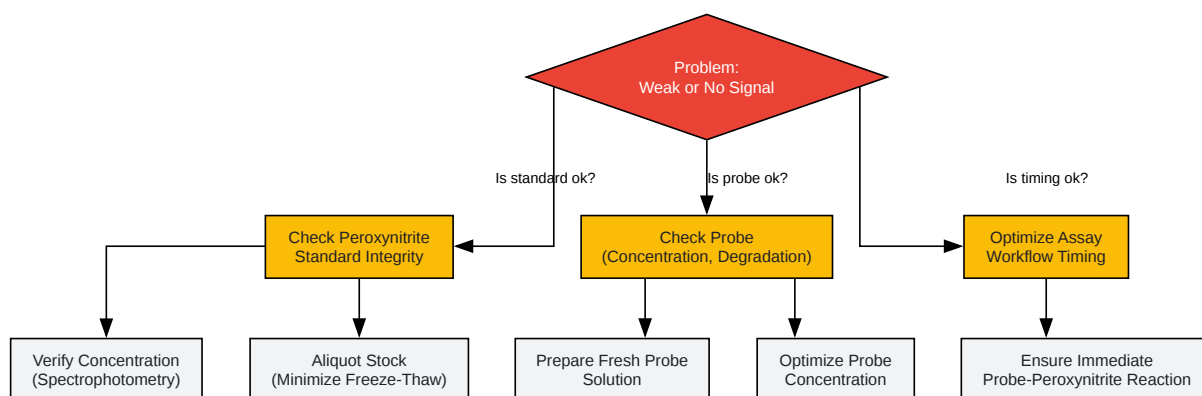 Problem:
Weak or No Signal
Is standard ok?
Is probe ok?
Is timing ok?
Check Peroxynitrite
Standard Integrity
Check Probe
(Concentration, Degradation)
Optimize Assay
Workflow Timing
Verify Concentration
(Spectrophotometry)
Aliquot Stock
(Minimize Freeze-Thaw)
Prepare Fresh Probe
Solution
Optimize Probe
Concentration
Ensure Immediate
Probe-Peroxynitrite Reaction